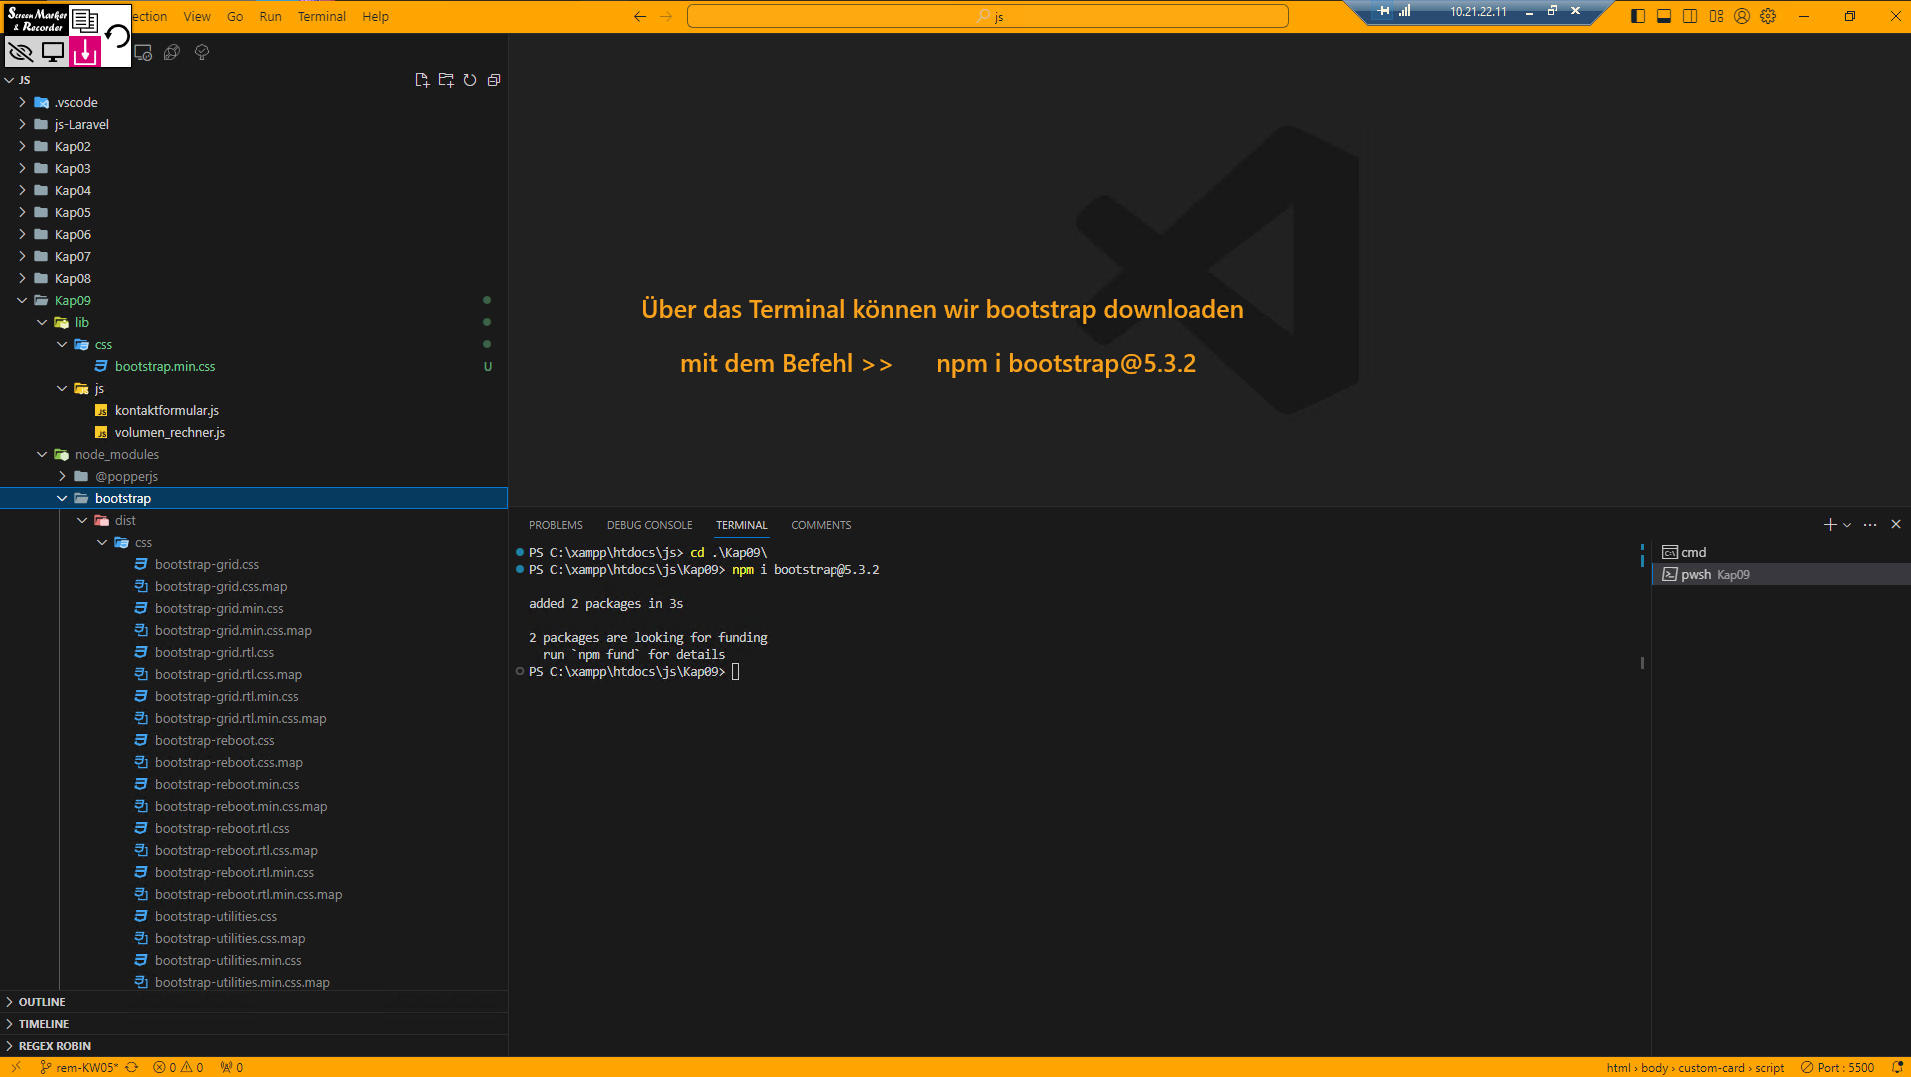 Screen Marker
& Recorder
ection View Go Run Terminal Help
js
10.21.22.11
JS
.vscode
js-Laravel
Kap02
Kap03
Kap04
Kap05
Kap06
Kap07
Kap08
Kap09
lib
css
bootstrap.min.css U
js
kontaktformular.js
volumen_rechner.js
node_modules
@popperjs
bootstrap
dist
css
bootstrap-grid.css
bootstrap-grid.css.map
bootstrap-grid.min.css
bootstrap-grid.min.css.map
bootstrap-grid.rtl.css
bootstrap-grid.rtl.css.map
bootstrap-grid.rtl.min.css
bootstrap-grid.rtl.min.css.map
bootstrap-reboot.css
bootstrap-reboot.css.map
bootstrap-reboot.min.css
bootstrap-reboot.min.css.map
bootstrap-reboot.rtl.css
bootstrap-reboot.rtl.css.map
bootstrap-reboot.rtl.min.css
bootstrap-reboot.rtl.min.css.map
bootstrap-utilities.css
bootstrap-utilities.css.map
bootstrap-utilities.min.css
bootstrap-utilities.min.css.map
OUTLINE
TIMELINE
REGEX ROBIN
Über das Terminal können wir bootstrap downloaden
mit dem Befehl >> npm i bootstrap@5.3.2
PROBLEMS DEBUG CONSOLE TERMINAL COMMENTS
PS C:\xampp\htdocs\js> cd .\Kap09\
PS C:\xampp\htdocs\js\Kap09> npm i bootstrap@5.3.2
added 2 packages in 3s
2 packages are looking for funding
run `npm fund` for details
PS C:\xampp\htdocs\js\Kap09>
cmd
pwsh Kap09
rem-KW05* 0 0 0
html › body › custom-card › script Port : 5500